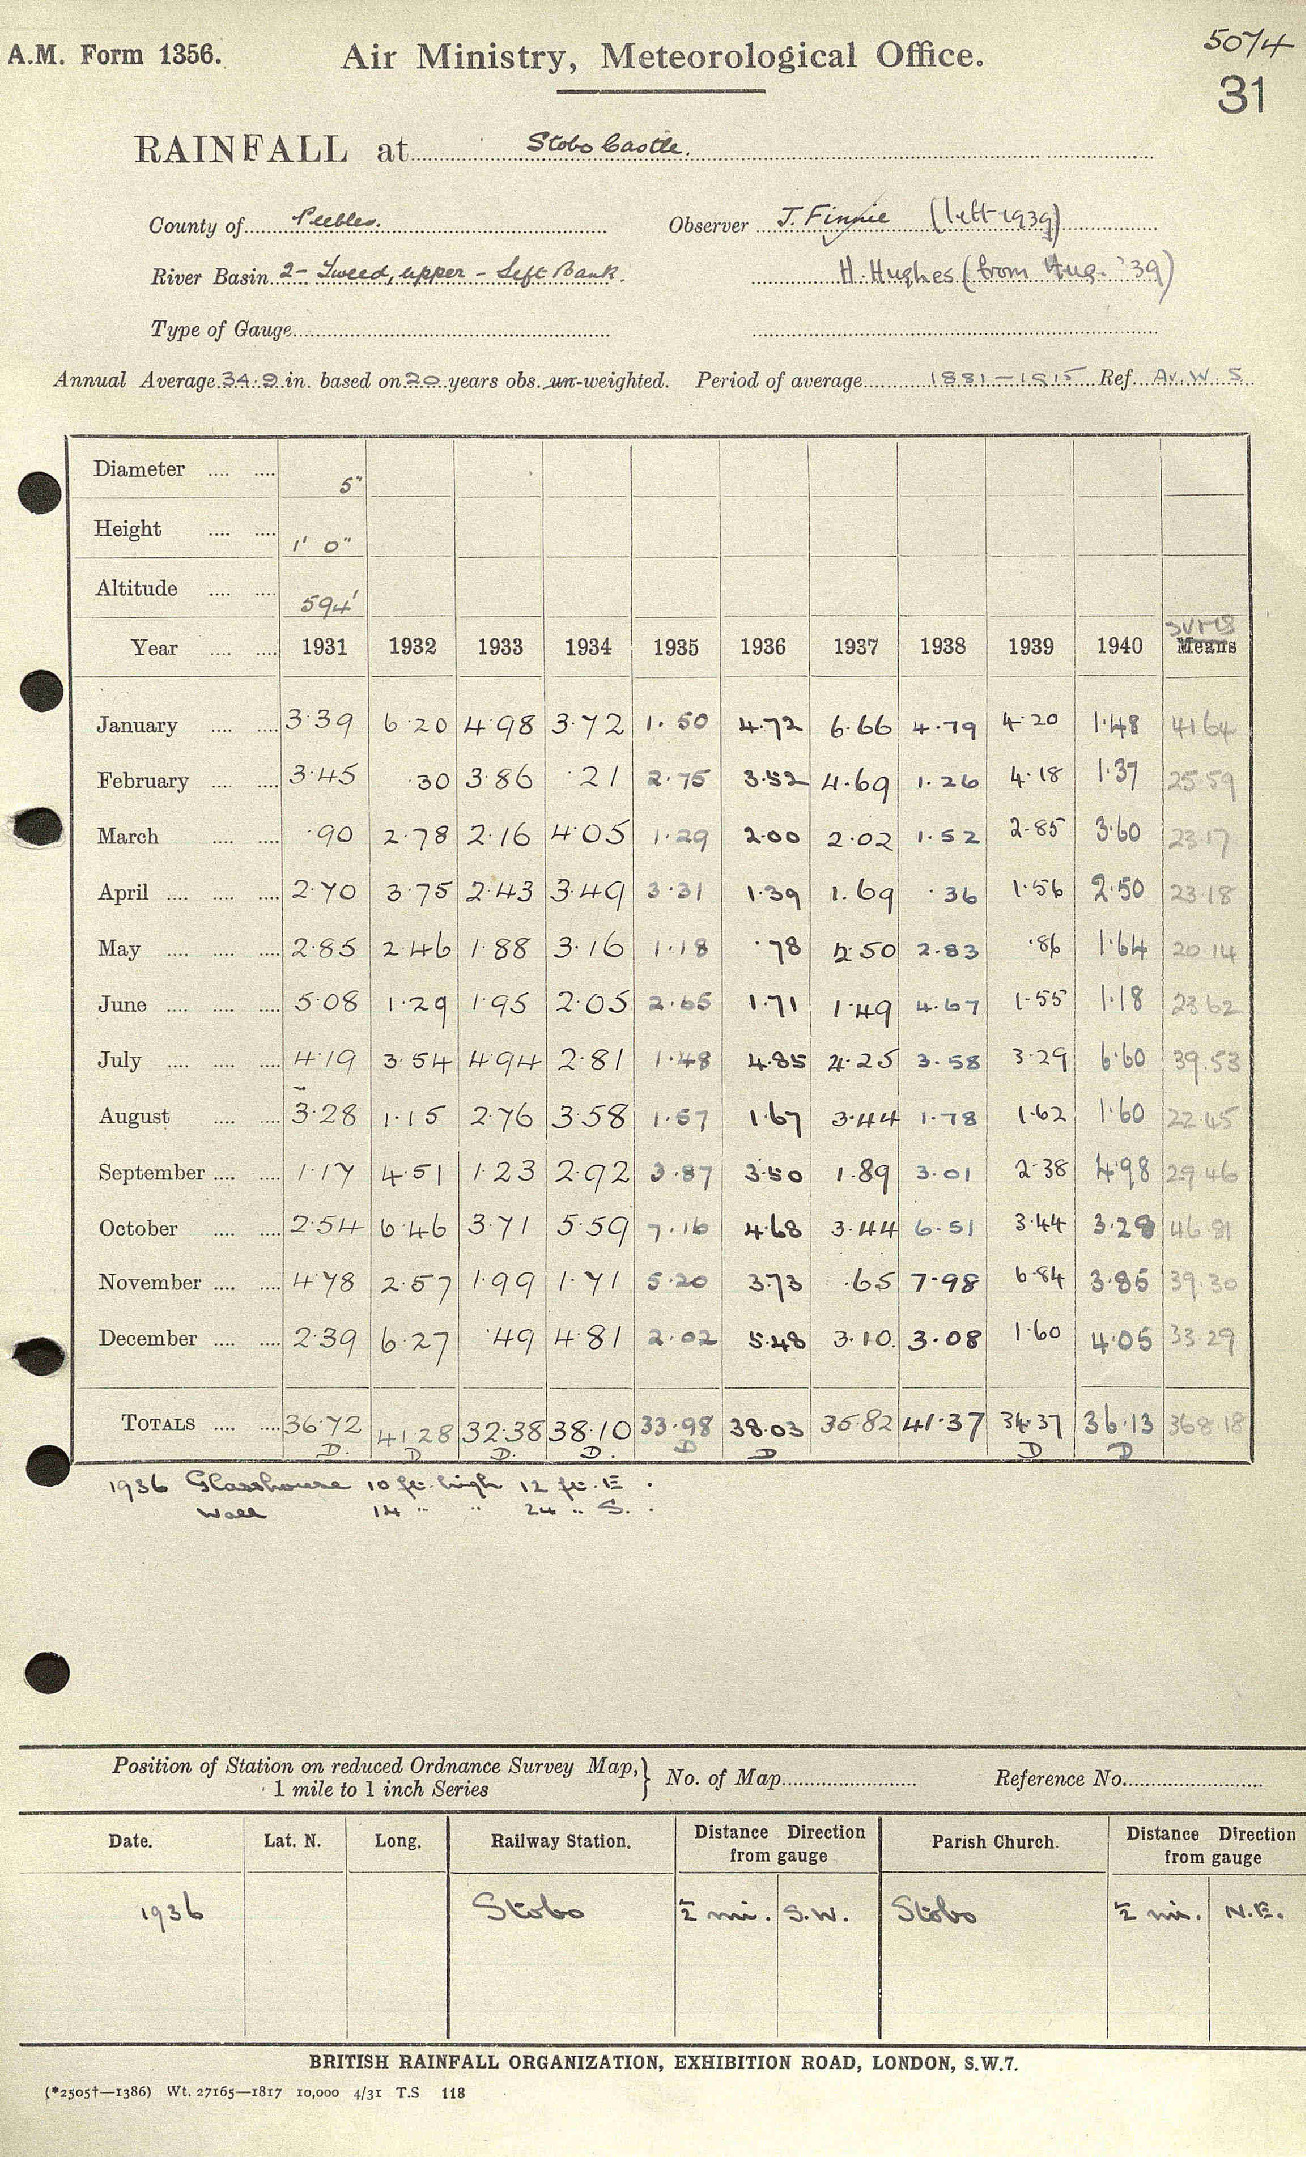 5074
A.M. Form 1356. Air Ministry, Meteorological Office.
31
RAINFALL at Stobo Castle.
County of Peebles. Observer J. Finnie (left 1939)
River Basin 2- Tweed, upper - Left Bank. H. Hughes (from Aug. '39)
Type of Gauge
Annual Average 34.9 in. based on 20 years obs. un-weighted. Period of average 1881-1915 Ref. Av. W. S
Diameter 5"
Height 1' 0"
Altitude 594'
sums
Year 1931 1932 1933 1934 1935 1936 1937 1938 1939 1940 Means
January 3.39 6.20 4.98 3.72 1.50 4.72 6.66 4.79 4.20 1.48 41.64
February 3.45 .30 3.86 .21 2.75 3.52 4.69 1.26 4.18 1.37 25.59
March .90 2.78 2.16 4.05 1.29 2.00 2.02 1.52 2.85 3.60 23.17
April 2.70 3.75 2.43 3.49 3.31 1.39 1.69 .36 1.56 2.50 23.18
May 2.85 2.46 1.88 3.16 1.18 .78 2.50 2.83 .86 1.64 20.14
June 5.08 1.29 1.95 2.05 2.65 1.71 1.49 4.67 1.55 1.18 23.62
July 4.19 3.54 4.94 2.81 1.48 4.85 4.25 3.58 3.29 6.60 39.53
August 3.28 1.15 2.76 3.58 1.57 1.67 3.44 1.78 1.62 1.60 22.45
September 1.17 4.51 1.23 2.92 3.87 3.50 1.89 3.01 2.38 4.98 29.46
October 2.54 6.46 3.71 5.59 7.16 4.68 3.44 6.51 3.44 3.28 46.81
November 4.78 2.57 1.99 1.71 5.20 3.73 .65 7.98 6.84 3.85 39.30
December 2.39 6.27 .49 4.81 2.02 5.48 3.10 3.08 1.60 4.05 33.29
TOTALS 36.72 41.28 32.38 38.10 33.98 38.03 35.82 41.37 34.37 36.13 368.18
D. D D. D. D D D D
1936 Glasshouse 10 ft. high 12 ft. E.
Wall 14 " " 24 " S.
Position of Station on reduced Ordnance Survey Map, } No. of Map Reference No.
1 mile to 1 inch Series
Date. Lat. N. Long. Railway Station. Distance Direction from gauge Parish Church. Distance Direction from gauge
1936 Stobo ½ mi. S.W. Stobo ½ mi. N.E.
BRITISH RAINFALL ORGANIZATION, EXHIBITION ROAD, LONDON, S.W.7.
(*2505†—1386) Wt. 27165—1817 10,000 4/31 T.S 118